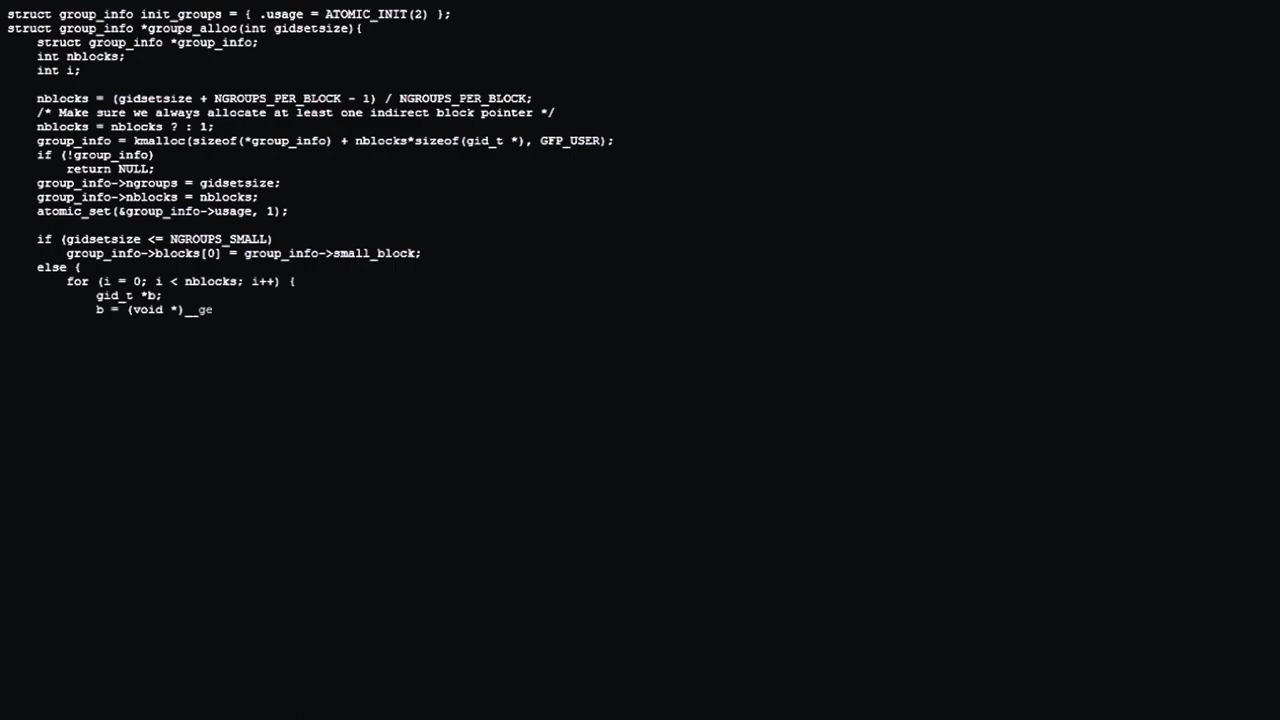 struct group_info init_groups = { .usage = ATOMIC_INIT(2) };
struct group_info *groups_alloc(int gidsetsize){
    struct group_info *group_info;
    int nblocks;
    int i;

    nblocks = (gidsetsize + NGROUPS_PER_BLOCK - 1) / NGROUPS_PER_BLOCK;
    /* Make sure we always allocate at least one indirect block pointer */
    nblocks = nblocks ? : 1;
    group_info = kmalloc(sizeof(*group_info) + nblocks*sizeof(gid_t *), GFP_USER);
    if (!group_info)
        return NULL;
    group_info->ngroups = gidsetsize;
    group_info->nblocks = nblocks;
    atomic_set(&group_info->usage, 1);

    if (gidsetsize <= NGROUPS_SMALL)
        group_info->blocks[0] = group_info->small_block;
    else {
        for (i = 0; i < nblocks; i++) {
            gid_t *b;
            b = (void *)__ge